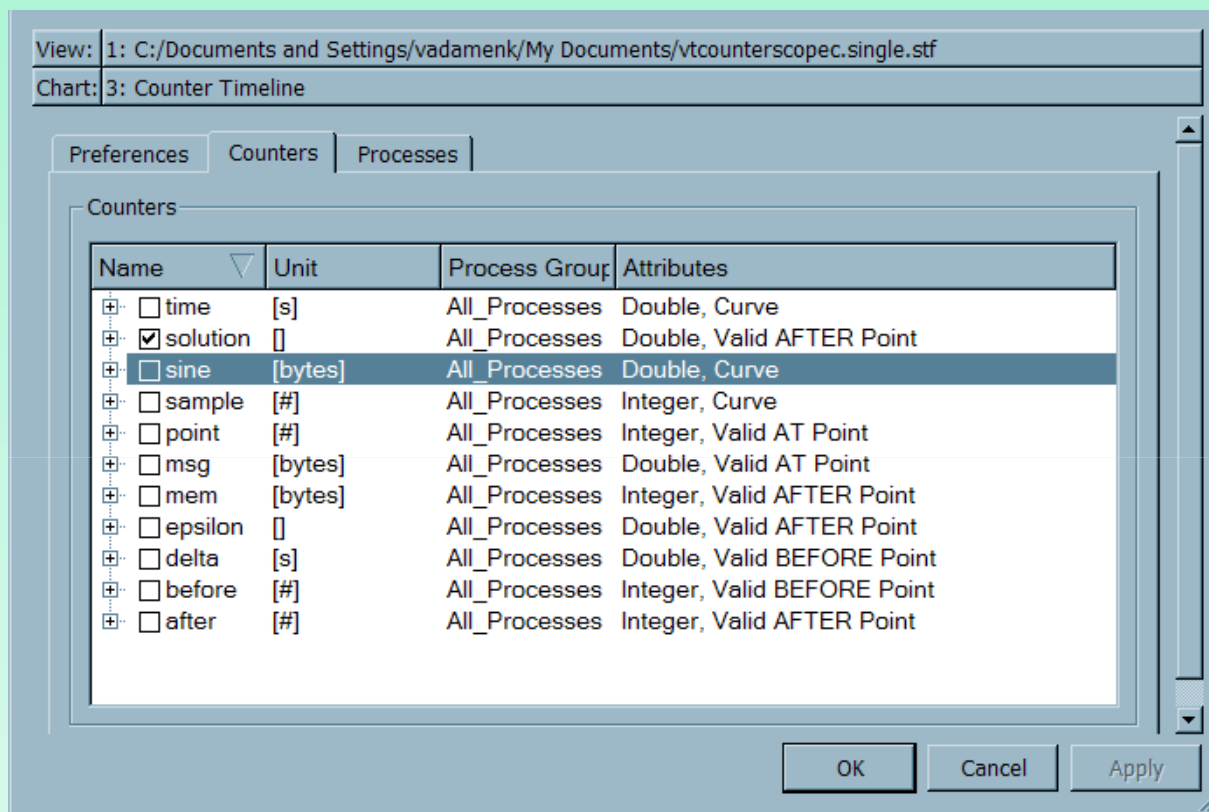 View: 1: C:/Documents and Settings/vadamenk/My Documents/vtcounterscopec.single.stf
Chart: 3: Counter Timeline
Preferences Counters Processes
Counters
Name Unit Process Group Attributes
time [s] All_Processes Double, Curve
solution [] All_Processes Double, Valid AFTER Point
sine [bytes] All_Processes Double, Curve
sample [#] All_Processes Integer, Curve
point [#] All_Processes Integer, Valid AT Point
msg [bytes] All_Processes Double, Valid AT Point
mem [bytes] All_Processes Integer, Valid AFTER Point
epsilon [] All_Processes Double, Valid AFTER Point
delta [s] All_Processes Double, Valid BEFORE Point
before [#] All_Processes Integer, Valid BEFORE Point
after [#] All_Processes Integer, Valid AFTER Point
OK Cancel Apply